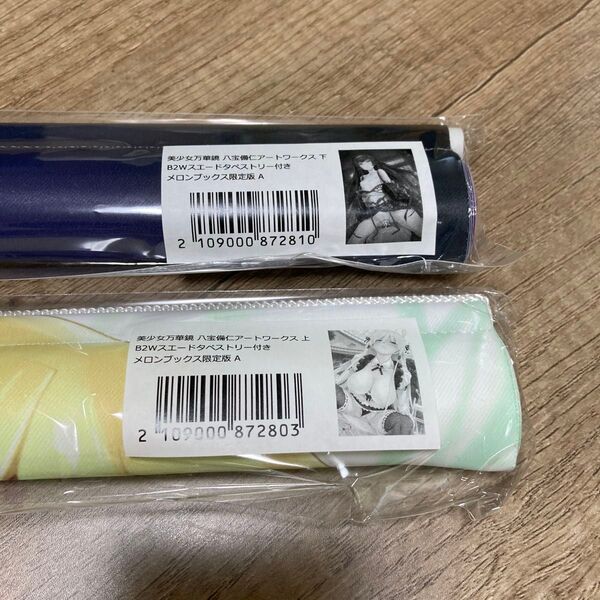 美少女万華鏡 八宝備仁アートワークス 下
B2Wスエードタペストリー付き
メロンブックス限定版 A
2 109000 872810
美少女万華鏡 八宝備仁アートワークス 上
B2Wスエードタペストリー付き
メロンブックス限定版 A
2 109000 872803